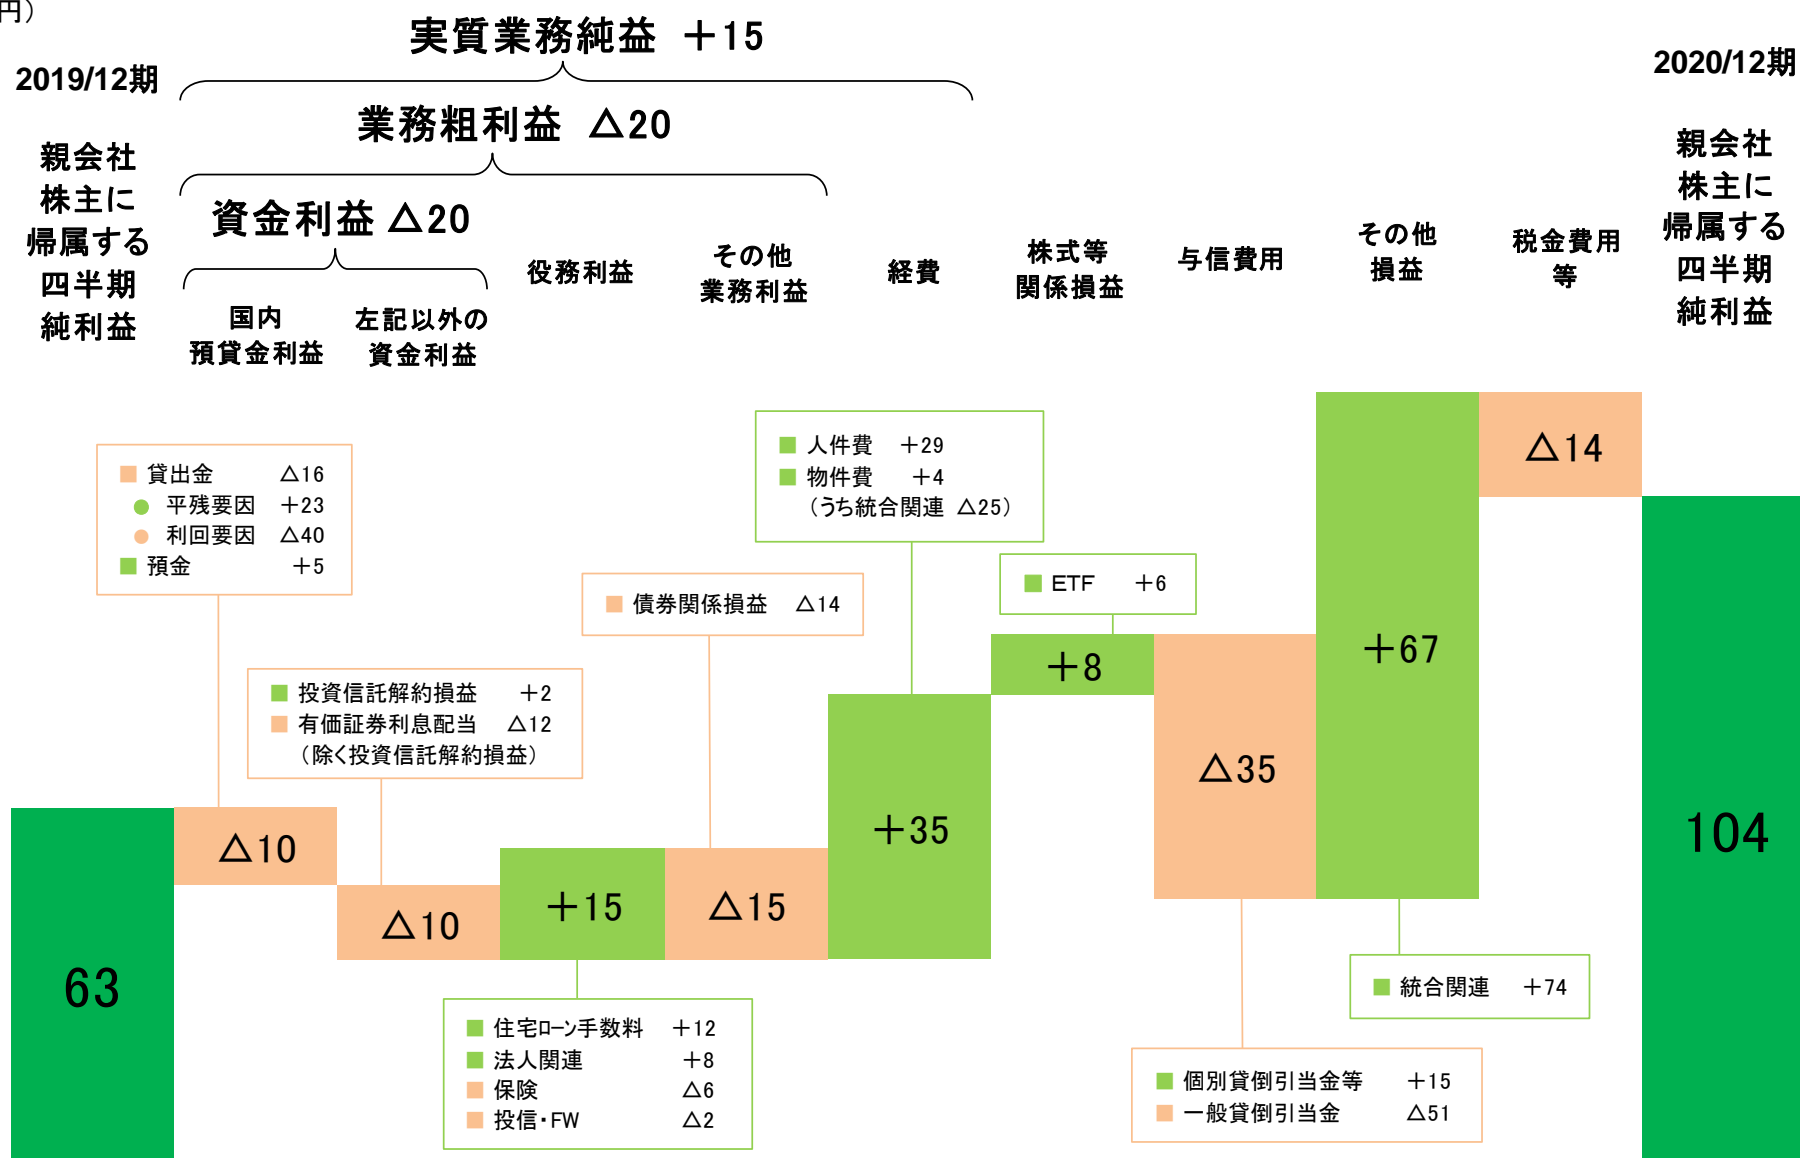 円）
実質業務純益 ＋15
2019/12期
2020/12期
業務粗利益 △20
親会社
株主に
帰属する
四半期
純利益
資金利益 △20
国内
預貸金利益
左記以外の
資金利益
役務利益
その他
業務利益
経費
株式等
関係損益
与信費用
その他
損益
税金費用
等
親会社
株主に
帰属する
四半期
純利益
貸出金 △16
平残要因 ＋23
利回要因 △40
預金 ＋5
人件費 ＋29
物件費 ＋4
（うち統合関連 △25）
ETF ＋6
債券関係損益 △14
投資信託解約損益 ＋2
有価証券利息配当 △12
（除く投資信託解約損益）
63
△10
△10
＋15
△15
＋35
＋8
△35
＋67
△14
104
住宅ローン手数料 ＋12
法人関連 ＋8
保険 △6
投信・FW △2
統合関連 ＋74
個別貸倒引当金等 ＋15
一般貸倒引当金 △51